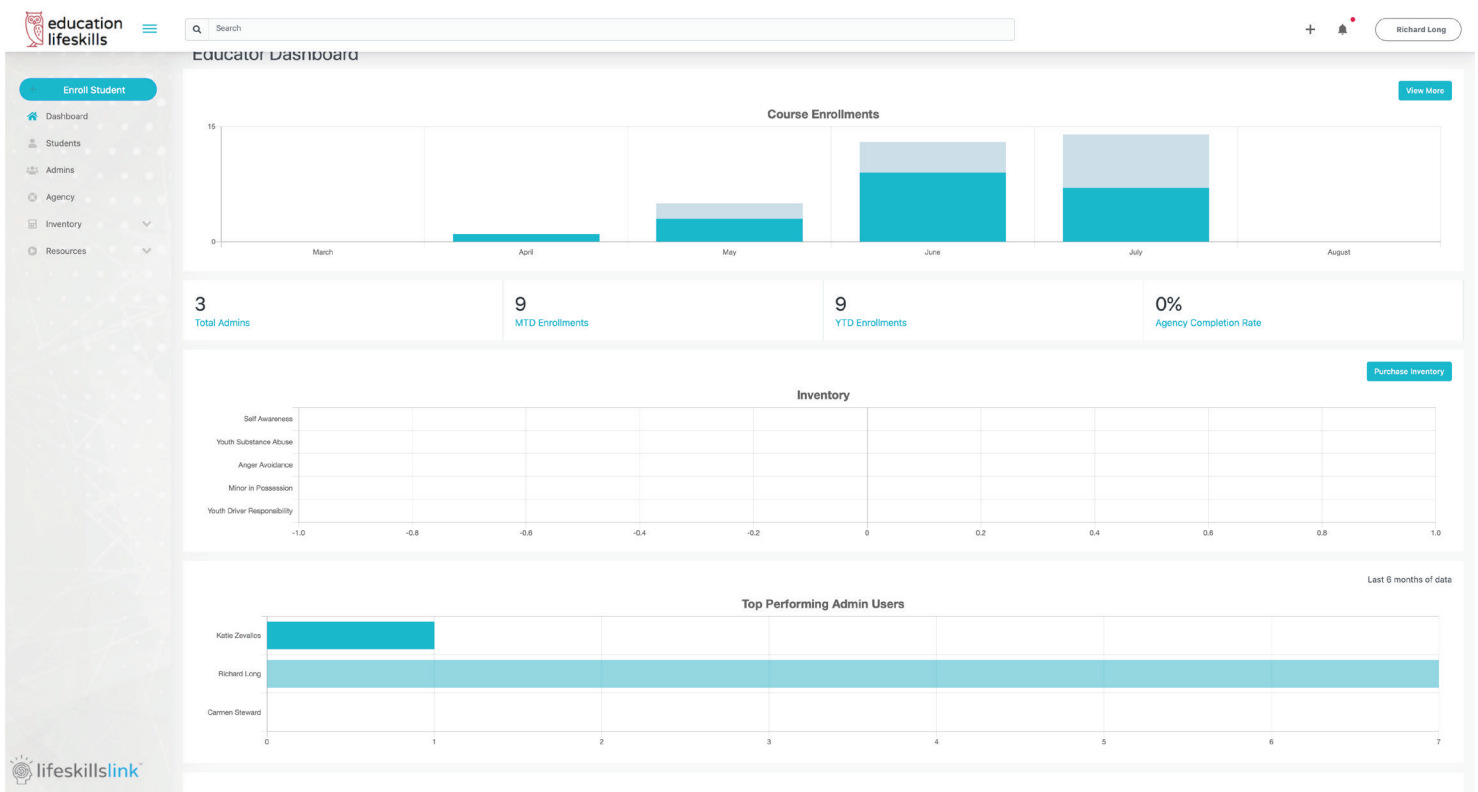 education
lifeskills
Search
Richard Long
Educator Dashboard
Enroll Student
Dashboard
Students
Admins
Agency
Inventory
Resources
View More
Course Enrollments
15
0
March April May June July August
3 9 9 0%
Total Admins MTD Enrollments YTD Enrollments Agency Completion Rate
Purchase Inventory
Inventory
Self Awareness
Youth Substance Abuse
Anger Avoidance
Minor in Possession
Youth Driver Responsibility
-1.0 -0.8 -0.6 -0.4 -0.2 0 0.2 0.4 0.6 0.8 1.0
Last 6 months of data
Top Performing Admin Users
Katie Zevallos
Richard Long
Carmen Steward
0 1 2 3 4 5 6 7
lifeskillslink